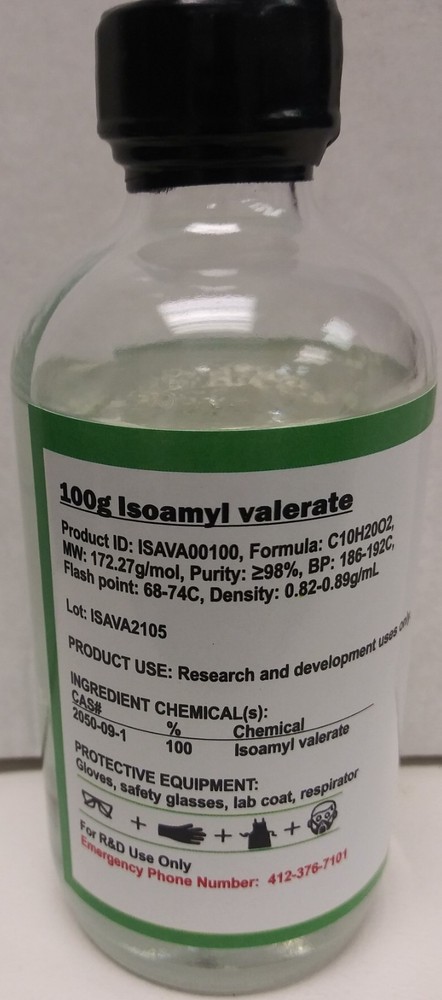 100g Isoamyl valerate
Product ID: ISAVA00100, Formula: C10H20O2,
MW: 172.27g/mol, Purity: ≥98%, BP: 186-192C,
Flash point: 68-74C, Density: 0.82-0.89g/mL
Lot: ISAVA2105
PRODUCT USE: Research and development uses only.
INGREDIENT CHEMICAL(s):
CAS# % Chemical
2050-09-1 100 Isoamyl valerate
PROTECTIVE EQUIPMENT:
Gloves, safety glasses, lab coat, respirator
+ + +
For R&D Use Only
Emergency Phone Number: 412-376-7101